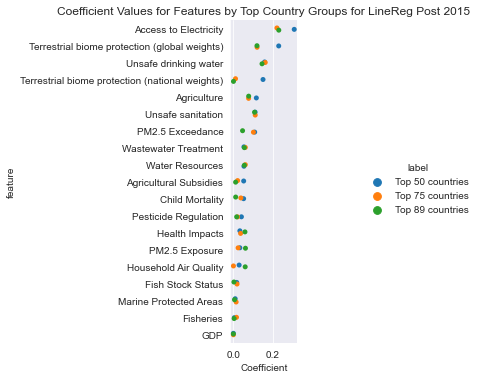 Coefficient Values for Features by Top Country Groups for LineReg Post 2015
Access to Electricity
Terrestrial biome protection (global weights)
Unsafe drinking water
Terrestrial biome protection (national weights)
Agriculture
Unsafe sanitation
PM2.5 Exceedance
Wastewater Treatment
Water Resources
Agricultural Subsidies
Child Mortality
Pesticide Regulation
Health Impacts
PM2.5 Exposure
Household Air Quality
Fish Stock Status
Marine Protected Areas
Fisheries
GDP
feature
0.0 0.2
Coefficient
label
Top 50 countries
Top 75 countries
Top 89 countries